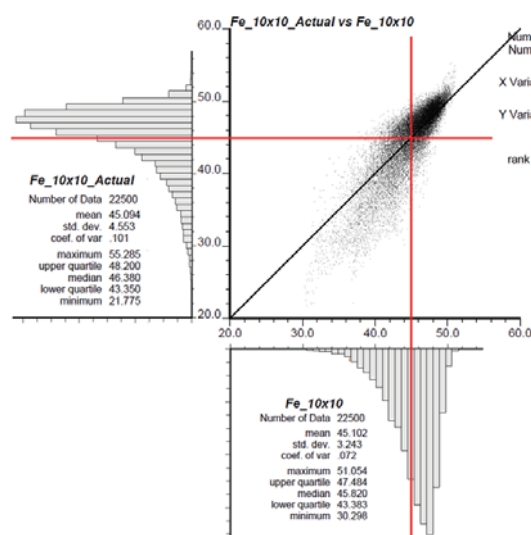 Fe_10x10_Actual vs Fe_10x10
60.0
50.0
40.0
30.0
20.0
20.0 30.0 40.0 50.0 60.0
Num
Num
X Varia
Y Varia
rank
Fe_10x10_Actual
Number of Data 22500
mean 45.094
std. dev. 4.553
coef. of var .101
maximum 55.285
upper quartile 48.200
median 46.380
lower quartile 43.350
minimum 21.775
Fe_10x10
Number of Data 22500
mean 45.102
std. dev. 3.243
coef. of var .072
maximum 51.054
upper quartile 47.484
median 45.820
lower quartile 43.383
minimum 30.298